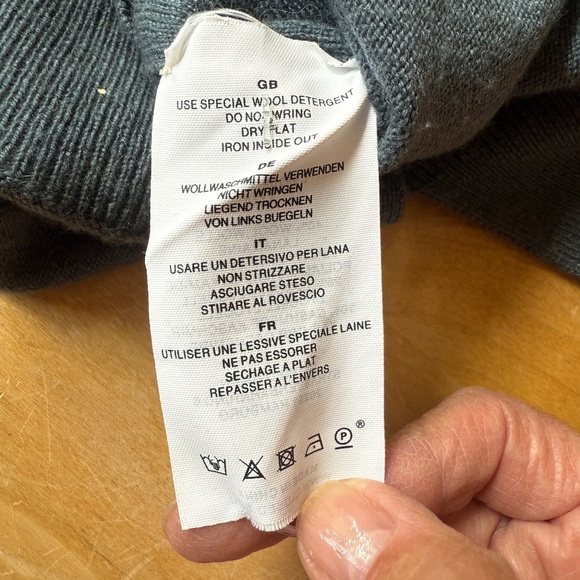 GB
USE SPECIAL WOOL DETERGENT
DO NOT WRING
DRY FLAT
IRON INSIDE OUT
DE
WOLLWASCHMITTEL VERWENDEN
NICHT WRINGEN
LIEGEND TROCKNEN
VON LINKS BUEGELN
IT
USARE UN DETERSIVO PER LANA
NON STRIZZARE
ASCIUGARE STESO
STIRARE AL ROVESCIO
FR
UTILISER UNE LESSIVE SPECIALE LAINE
NE PAS ESSORER
SECHAGE A PLAT
REPASSER A L'ENVERS
P ®